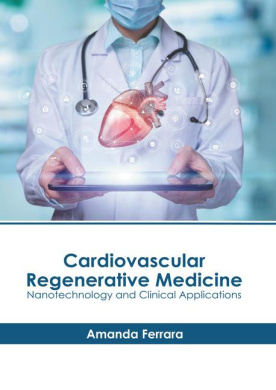 Cardiovascular
Regenerative Medicine
Nanotechnology and Clinical Applications
Amanda Ferrara